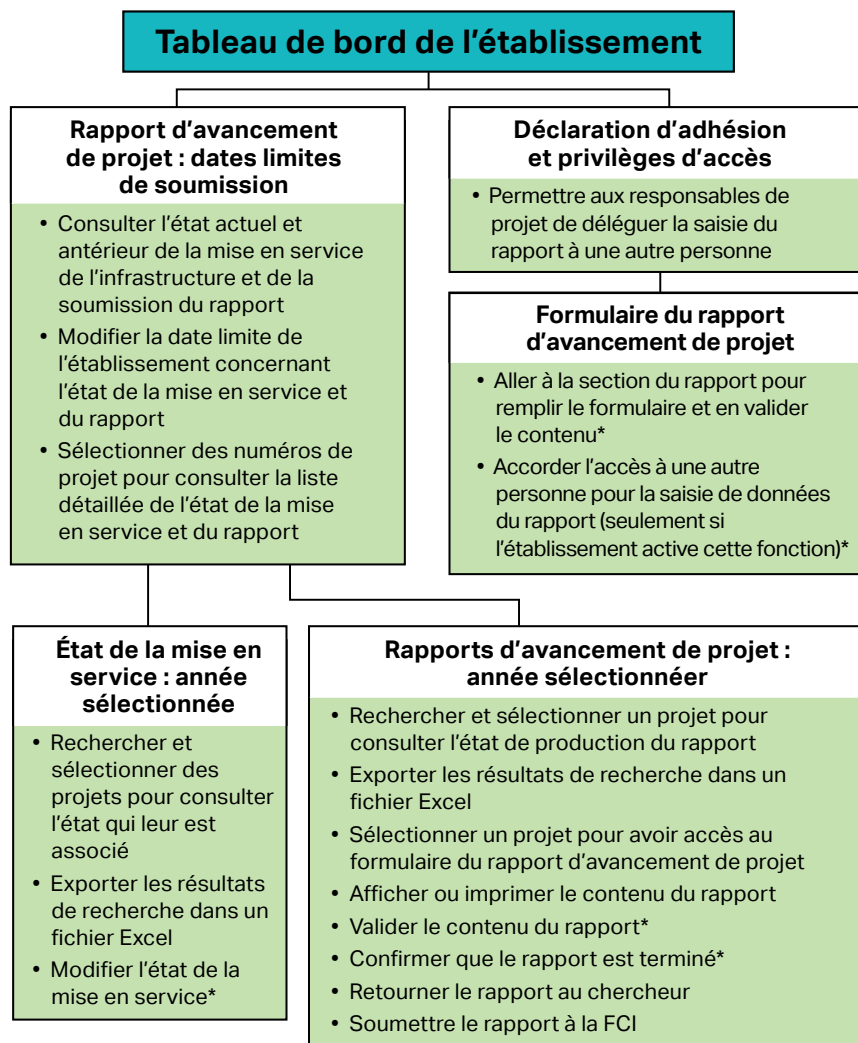 Tableau de bord de l'établissement
Rapport d'avancement
de projet : dates limites
de soumission
• Consulter l'état actuel et
antérieur de la mise en service
de l'infrastructure et de la
soumission du rapport
• Modifier la date limite de
l'établissement concernant
l'état de la mise en service et
du rapport
• Sélectionner des numéros de
projet pour consulter la liste
détaillée de l'état de la mise
en service et du rapport
Déclaration d'adhésion
et privilèges d'accès
• Permettre aux responsables de
projet de déléguer la saisie du
rapport à une autre personne
Formulaire du rapport
d'avancement de projet
• Aller à la section du rapport pour
remplir le formulaire et en valider
le contenu*
• Accorder l'accès à une autre
personne pour la saisie de données
du rapport (seulement si
l'établissement active cette fonction)*
État de la mise en
service : année
sélectionnée
• Rechercher et
sélectionner des
projets pour consulter
l'état qui leur est
associé
• Exporter les résultats
de recherche dans un
fichier Excel
• Modifier l'état de la
mise en service*
Rapports d'avancement de projet :
année sélectionnéer
• Rechercher et sélectionner un projet pour
consulter l'état de production du rapport
• Exporter les résultats de recherche dans un
fichier Excel
• Sélectionner un projet pour avoir accès au
formulaire du rapport d'avancement de projet
• Afficher ou imprimer le contenu du rapport
• Valider le contenu du rapport*
• Confirmer que le rapport est terminé*
• Retourner le rapport au chercheur
• Soumettre le rapport à la FCI